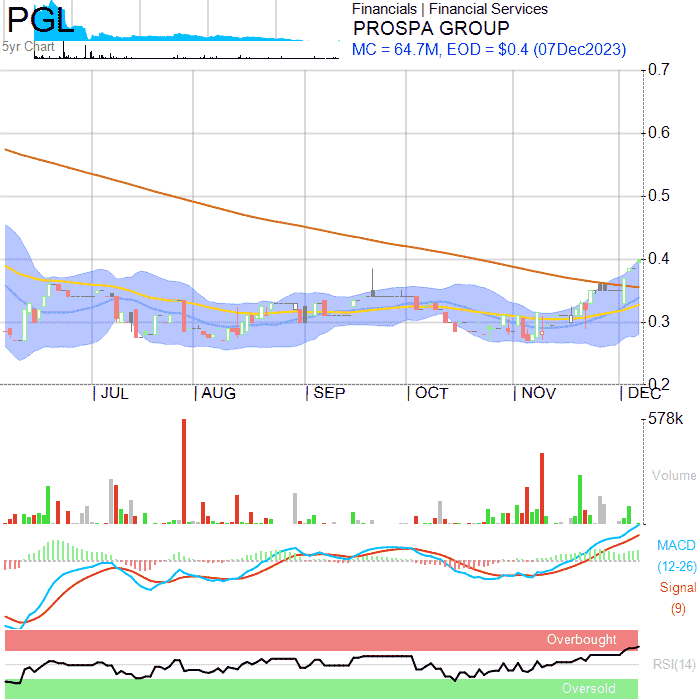 PGL
5yr Chart
Financials | Financial Services
PROSPA GROUP
MC = 64.7M, EOD = $0.4 (07Dec2023)
0.7
0.6
0.5
0.4
0.3
0.2
JUL AUG SEP OCT NOV DEC
578k
Volume
MACD
(12-26)
Signal
(9)
Overbought
RSI(14)
Oversold